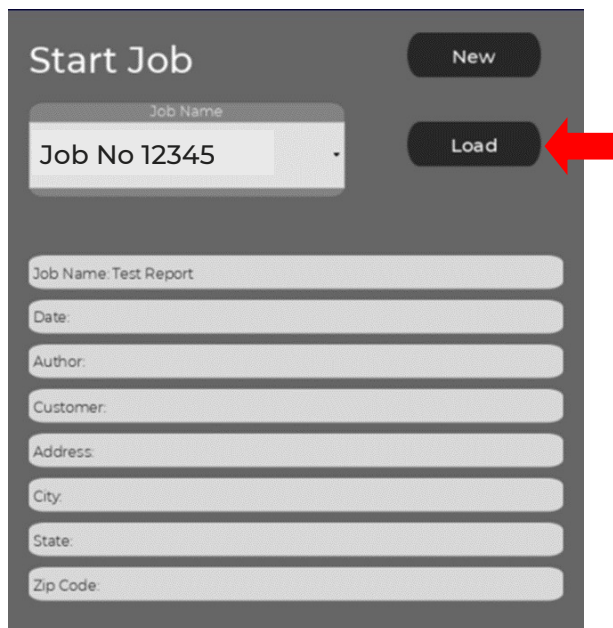 Start Job
New
Job Name
Job No 12345
Load
Job Name: Test Report
Date:
Author:
Customer:
Address:
City:
State:
Zip Code: